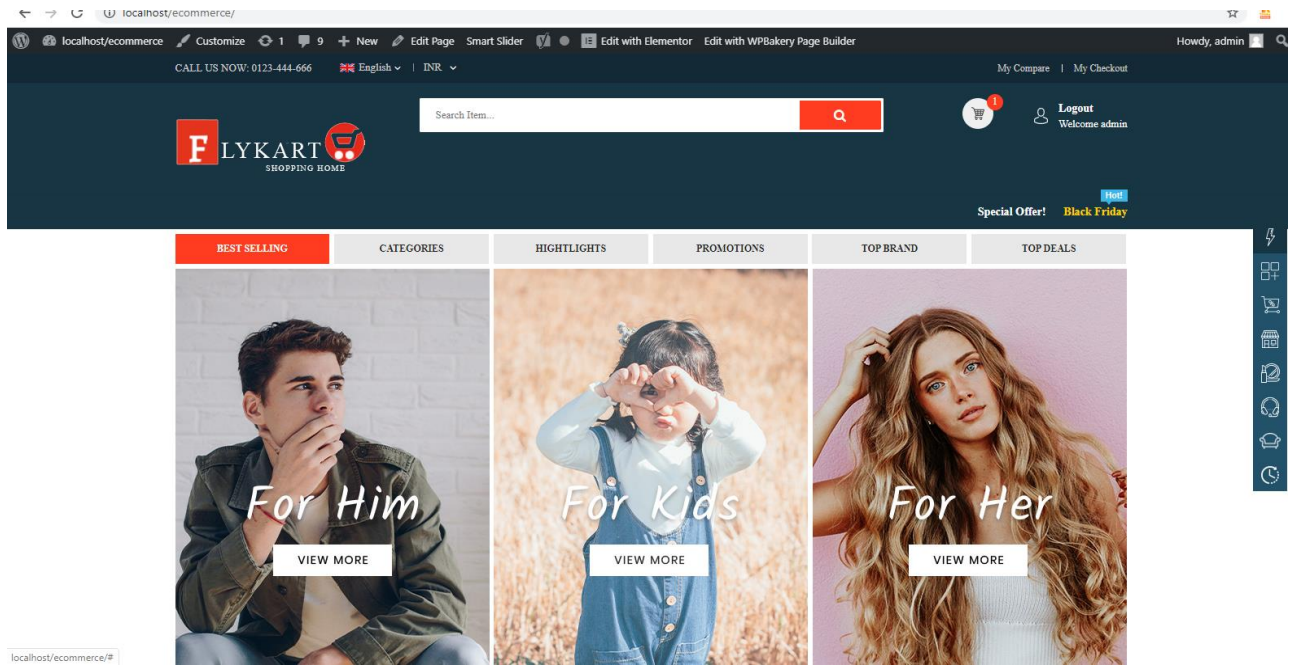 localhost/ecommerce/
localhost/ecommerce Customize 1 9 New Edit Page Smart Slider Edit with Elementor Edit with WPBakery Page Builder Howdy, admin
CALL US NOW: 0123-444-666 English | INR My Compare | My Checkout
Search Item...
1
Logout
Welcome admin
FLYKART
SHOPPING HOME
Hot!
Special Offer! Black Friday
BEST SELLING CATEGORIES HIGHTLIGHTS PROMOTIONS TOP BRAND TOP DEALS
For Him For Kids For Her
VIEW MORE VIEW MORE VIEW MORE
localhost/ecommerce/#